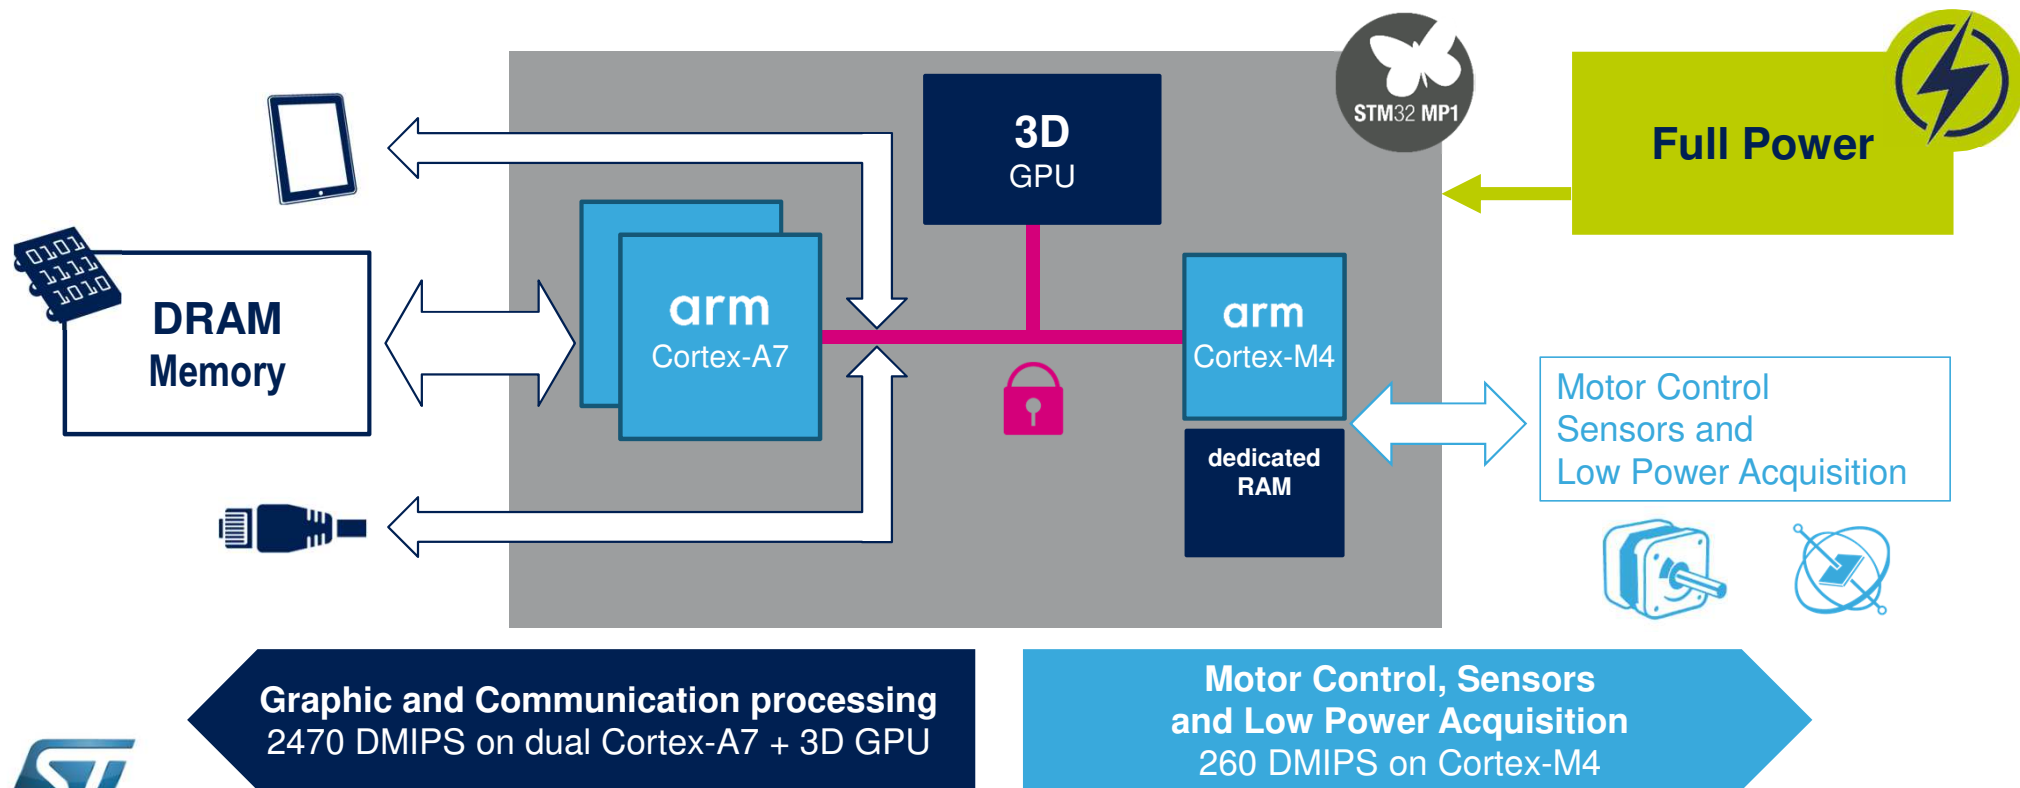 3D
GPU
STM32 MP1
Full Power
0101
1111
1010
DRAM
Memory
arm
Cortex-A7
arm
Cortex-M4
dedicated
RAM
Motor Control
Sensors and
Low Power Acquisition
Graphic and Communication processing
2470 DMIPS on dual Cortex-A7 + 3D GPU
Motor Control, Sensors
and Low Power Acquisition
260 DMIPS on Cortex-M4
ST